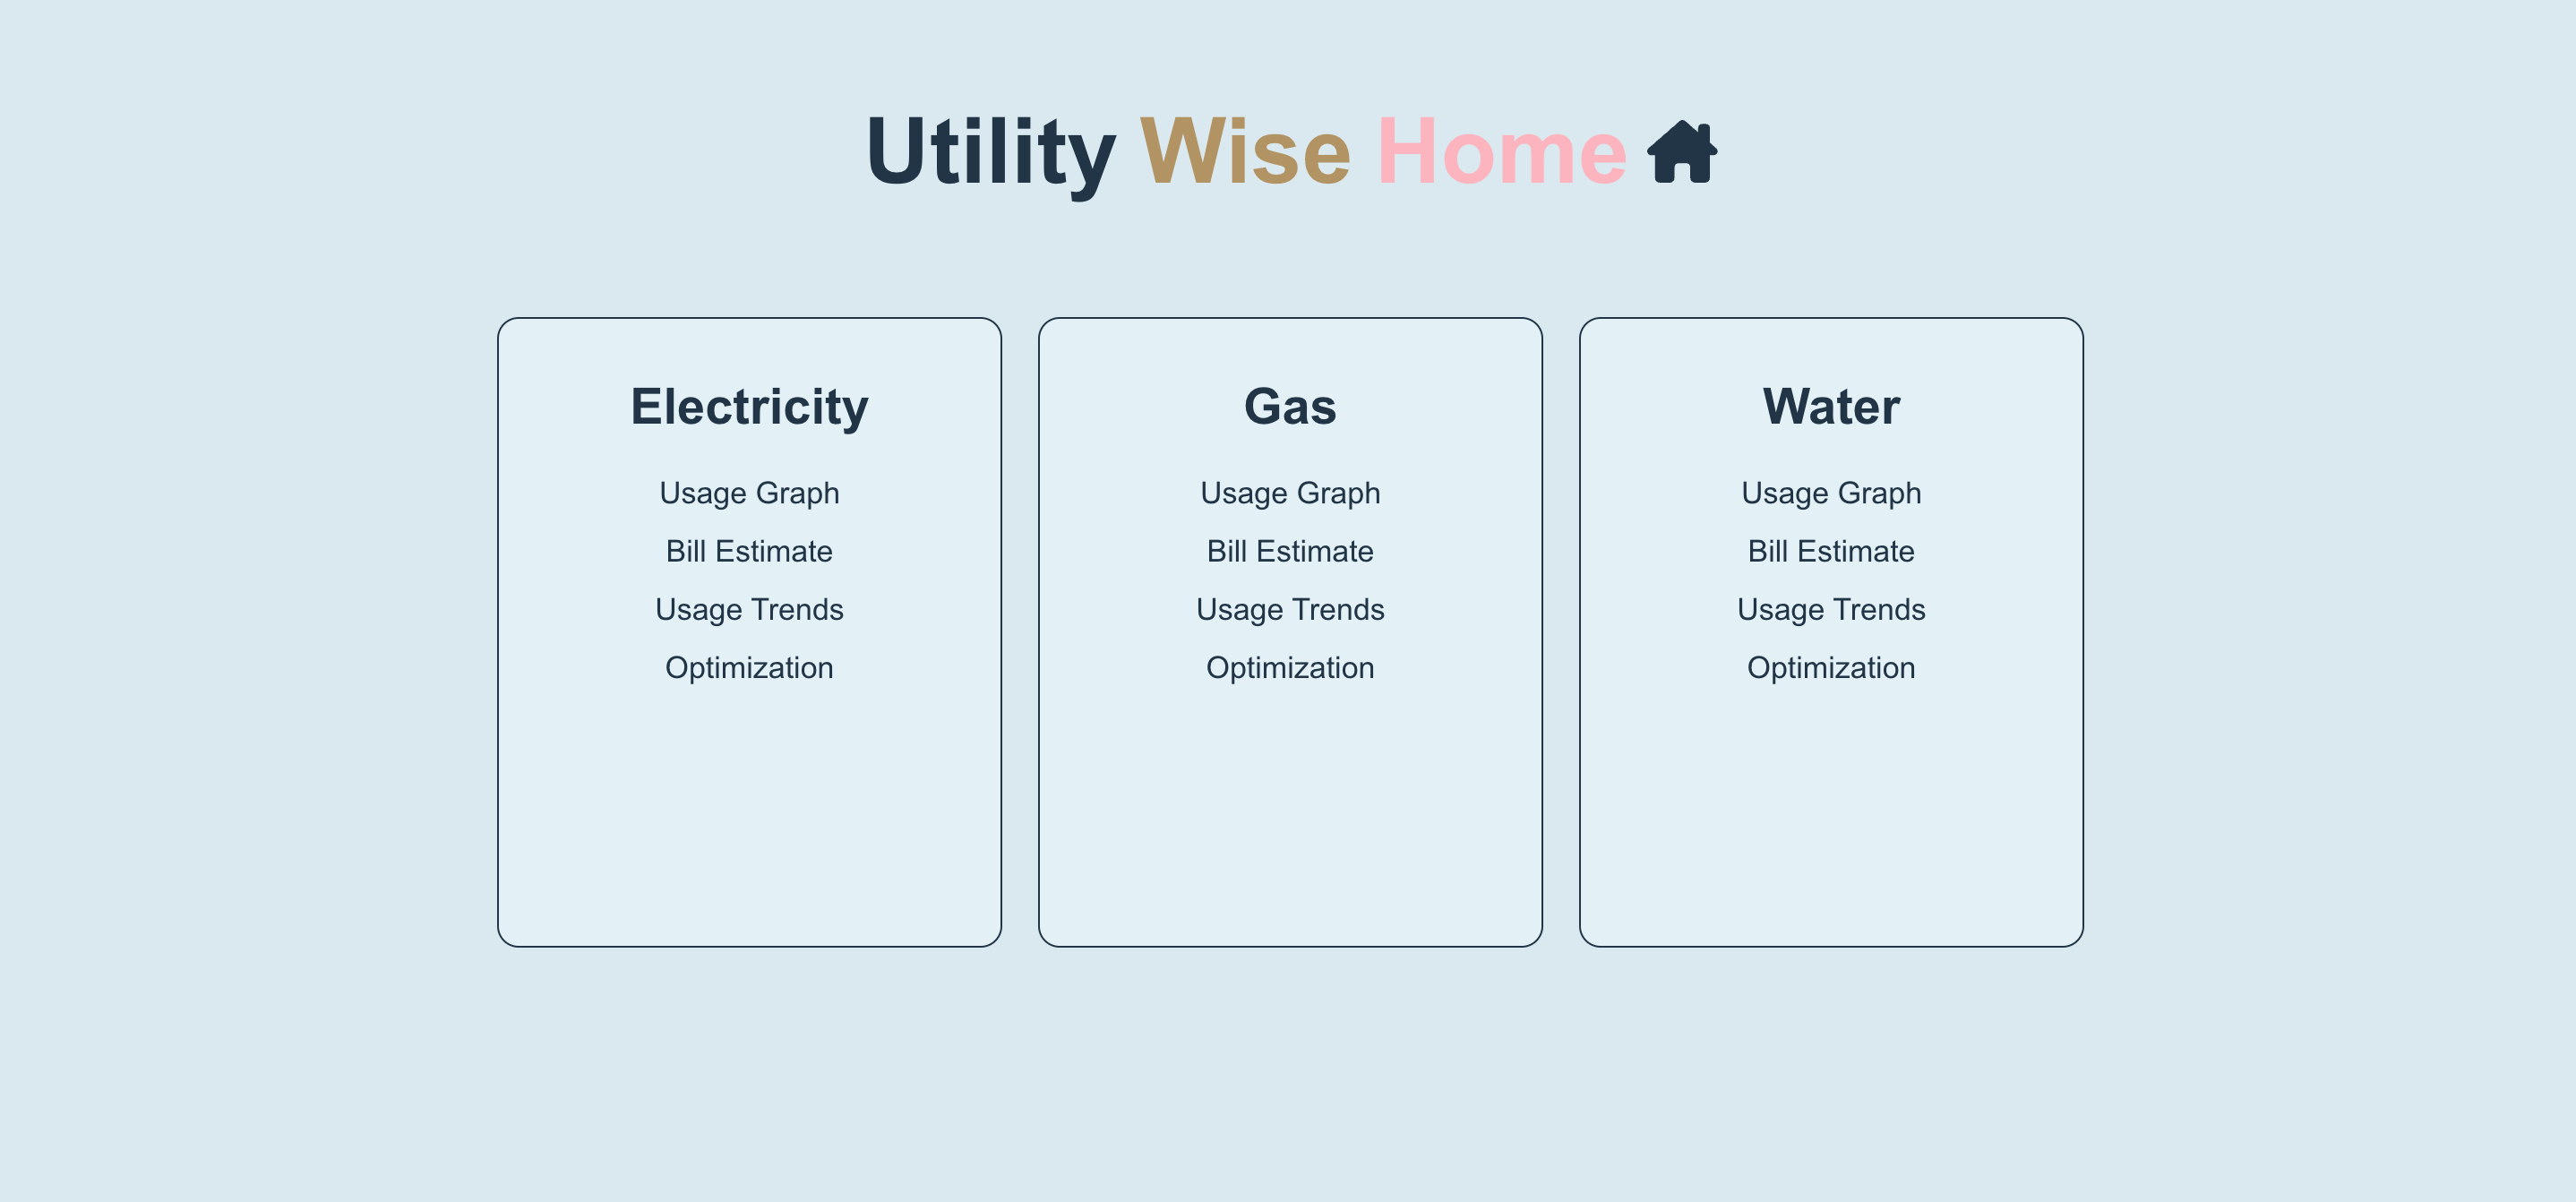 Utility Wise Home
Electricity
Usage Graph
Bill Estimate
Usage Trends
Optimization
Gas
Usage Graph
Bill Estimate
Usage Trends
Optimization
Water
Usage Graph
Bill Estimate
Usage Trends
Optimization